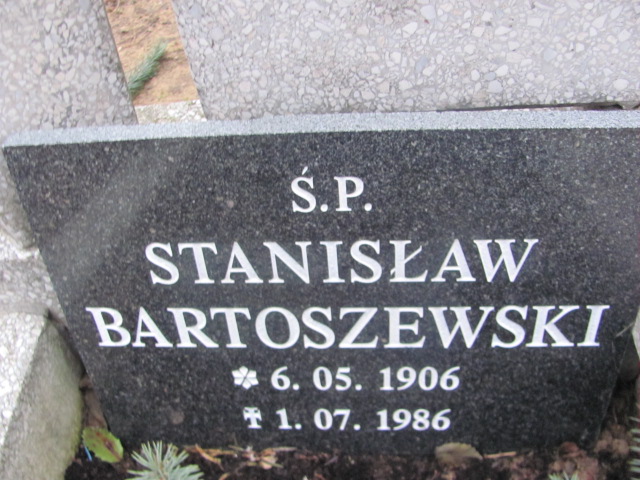 Ś.P.
STANISŁAW
BARTOSZEWSKI
6. 05. 1906
1. 07. 1986